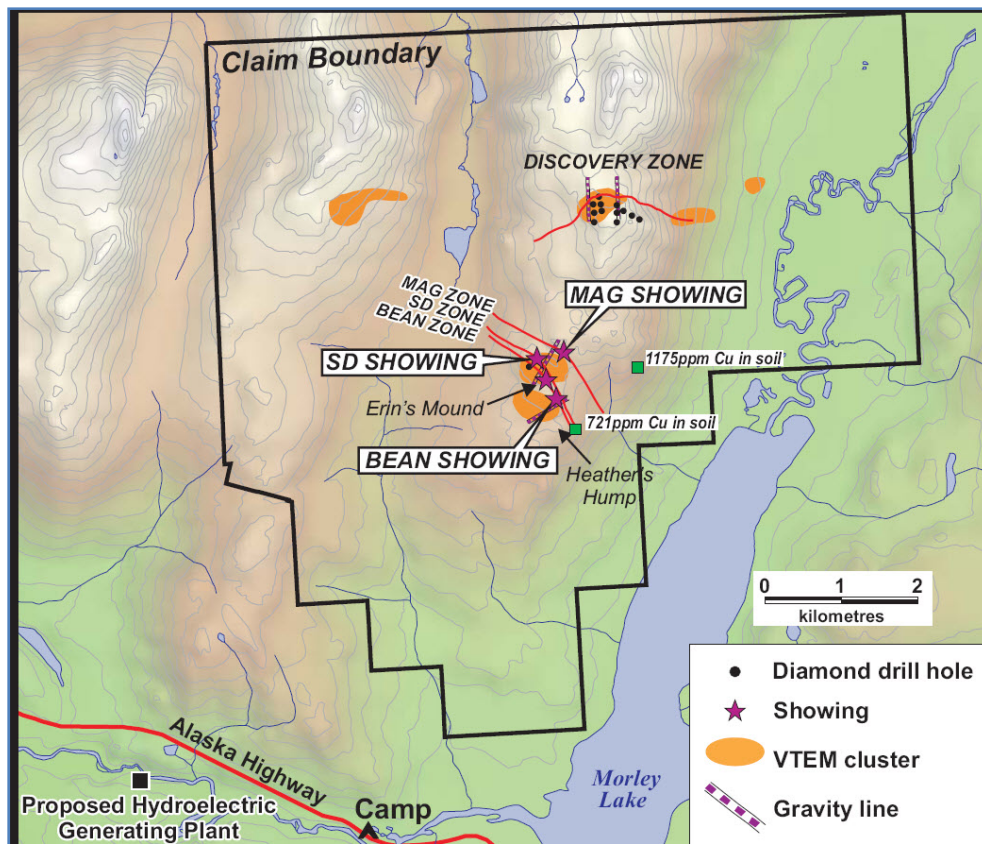 Claim Boundary
DISCOVERY ZONE
MAG ZONE
SD ZONE
BEAN ZONE
MAG SHOWING
SD SHOWING
1175ppm Cu in soil
Erin's Mound
721ppm Cu in soil
BEAN SHOWING
Heather's
Hump
0 1 2
kilometres
Diamond drill hole
Showing
VTEM cluster
Gravity line
Alaska Highway
Morley
Lake
Proposed Hydroelectric
Generating Plant
Camp